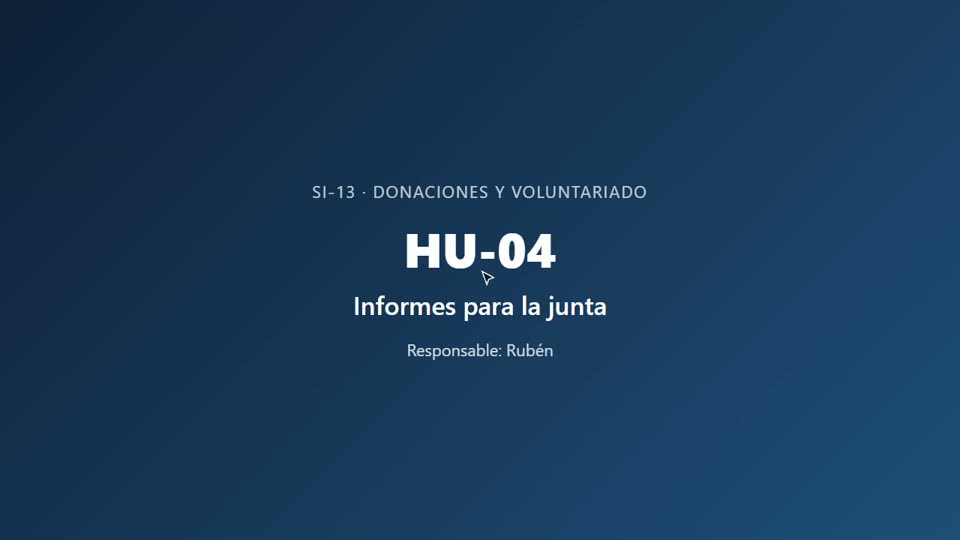 SI-13 · DONACIONES Y VOLUNTARIADO
HU-04
Informes para la junta
Responsable: Rubén